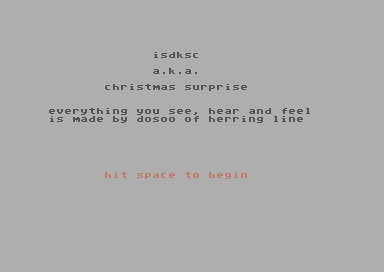 isdksc
a.k.a.
christmas surprise
everything you see, hear and feel
is made by dosoo of herring line
hit space to begin